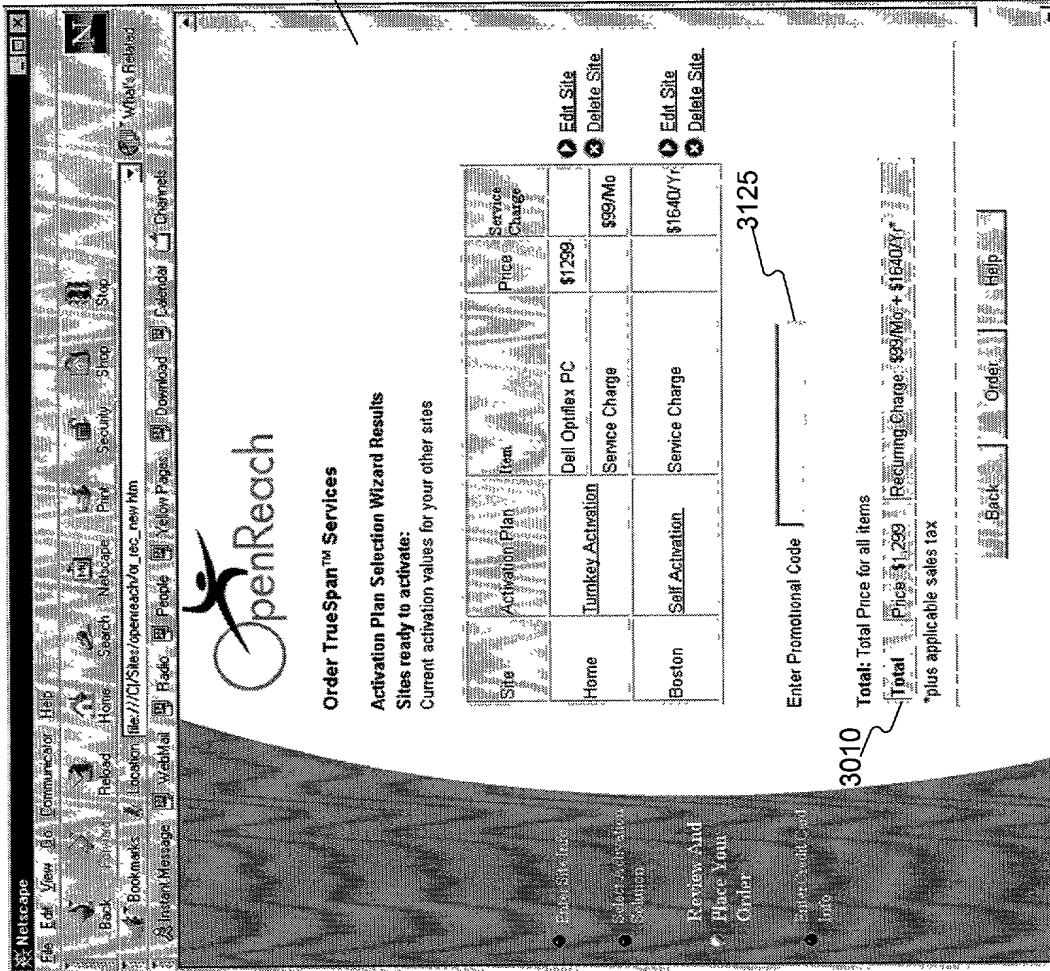 Netscape
File Edit View Go Communicator Help
Back Forward Reload Home Search Netscape Print Security Shop Stop
Bookmarks Location file:///C|/Sites/openreach/or_rec_new.htm What's Related
Instant Message WebMail Radio People Yellow Pages Download Calendar Channels
N
OpenReach
Order TrueSpan™ Services
Activation Plan Selection Wizard Results
Sites ready to activate:
Current activation values for your other sites
Site Activation Plan Item Price Service Charge
Home Turnkey Activation Dell Optiflex PC $1299
Service Charge $99/Mo
Edit Site
Delete Site
Boston Self Activation Service Charge $1640/Yr
Edit Site
Delete Site
Enter Promotional Code
3125
Total: Total Price for all items
3010
Total Price: $1,299 Recurring Charge: $99/Mo + $1640/Yr*
*plus applicable sales tax
Back Order Help
Enter Site Info
Select Activation Solution
Review And Place Your Order
Enter Credit Card Info